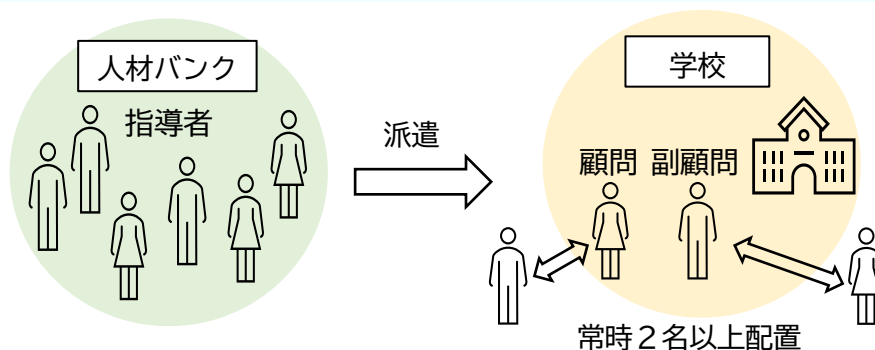 人材バンク
指導者
派遣
学校
顧問 副顧問
常時２名以上配置